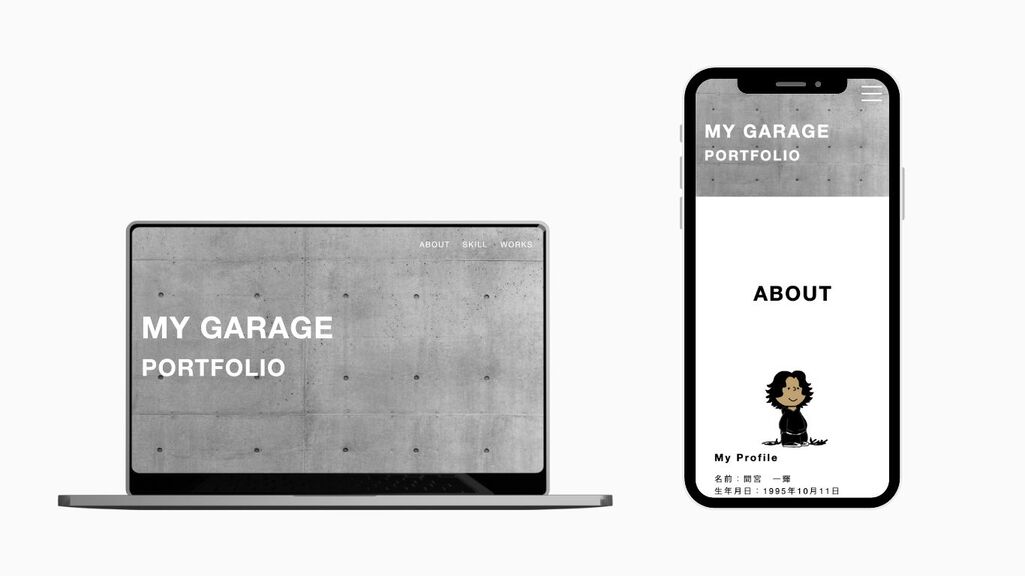 ABOUT SKILL WORKS
MY GARAGE
PORTFOLIO
MY GARAGE
PORTFOLIO
ABOUT
My Profile
名前：間宮　一輝
生年月日：1995年10月11日